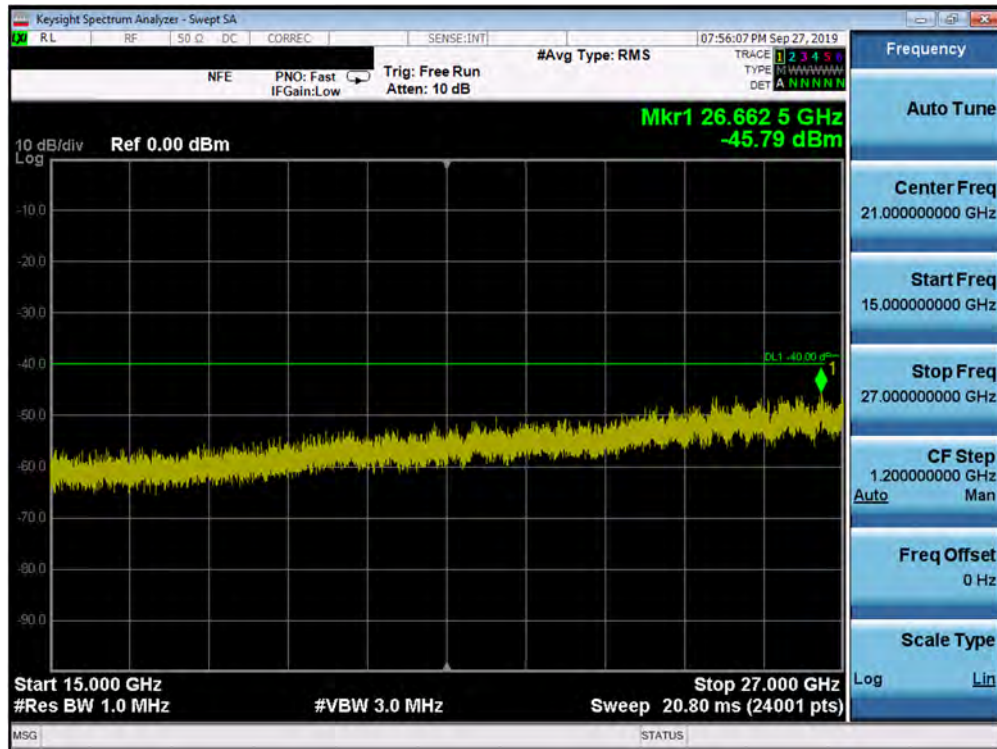 Keysight Spectrum Analyzer - Swept SA
LXI RL RF 50 Ω DC CORREC SENSE:INT 07:56:07 PM Sep 27, 2019
#Avg Type: RMS TRACE 1 2 3 4 5 6
NFE PNO: Fast Trig: Free Run TYPE M WWWWW
IFGain:Low Atten: 10 dB DET A N N N N N
Mkr1 26.662 5 GHz
-45.79 dBm
10 dB/div Ref 0.00 dBm
Log
-10.0
-20.0
-30.0
-40.0
DL1 -40.00 dBm
1
-50.0
-60.0
-70.0
-80.0
-90.0
Start 15.000 GHz Stop 27.000 GHz
#Res BW 1.0 MHz #VBW 3.0 MHz Sweep 20.80 ms (24001 pts)
MSG STATUS
Frequency
Auto Tune
Center Freq
21.000000000 GHz
Start Freq
15.000000000 GHz
Stop Freq
27.000000000 GHz
CF Step
1.200000000 GHz
Auto Man
Freq Offset
0 Hz
Scale Type
Log Lin